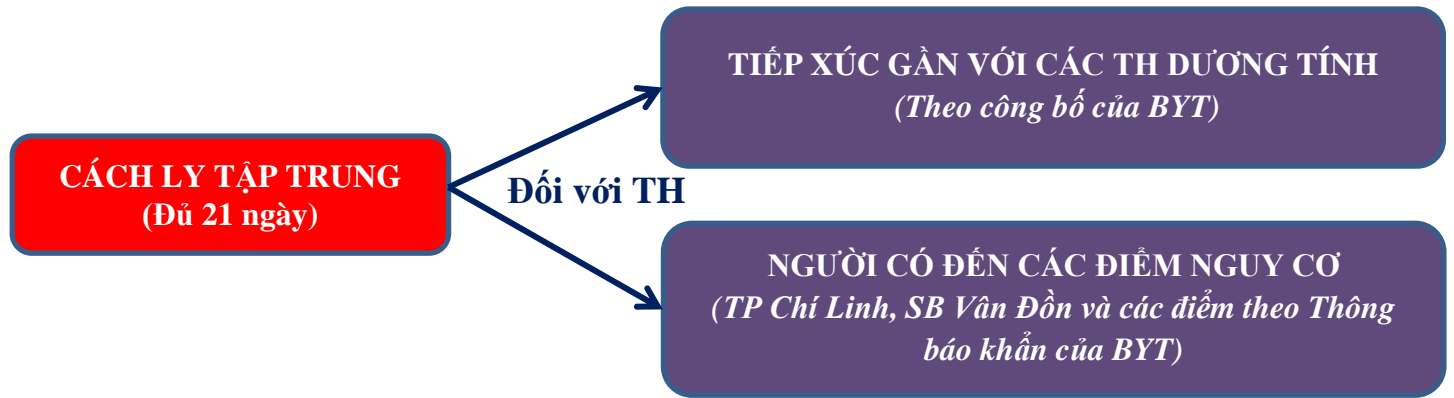 CÁCH LY TẬP TRUNG
(Đủ 21 ngày)
Đối với TH
TIẾP XÚC GẦN VỚI CÁC TH DƯƠNG TÍNH
(Theo công bố của BYT)
NGƯỜI CÓ ĐẾN CÁC ĐIỂM NGUY CƠ
(TP Chí Linh, SB Vân Đồn và các điểm theo Thông
báo khẩn của BYT)